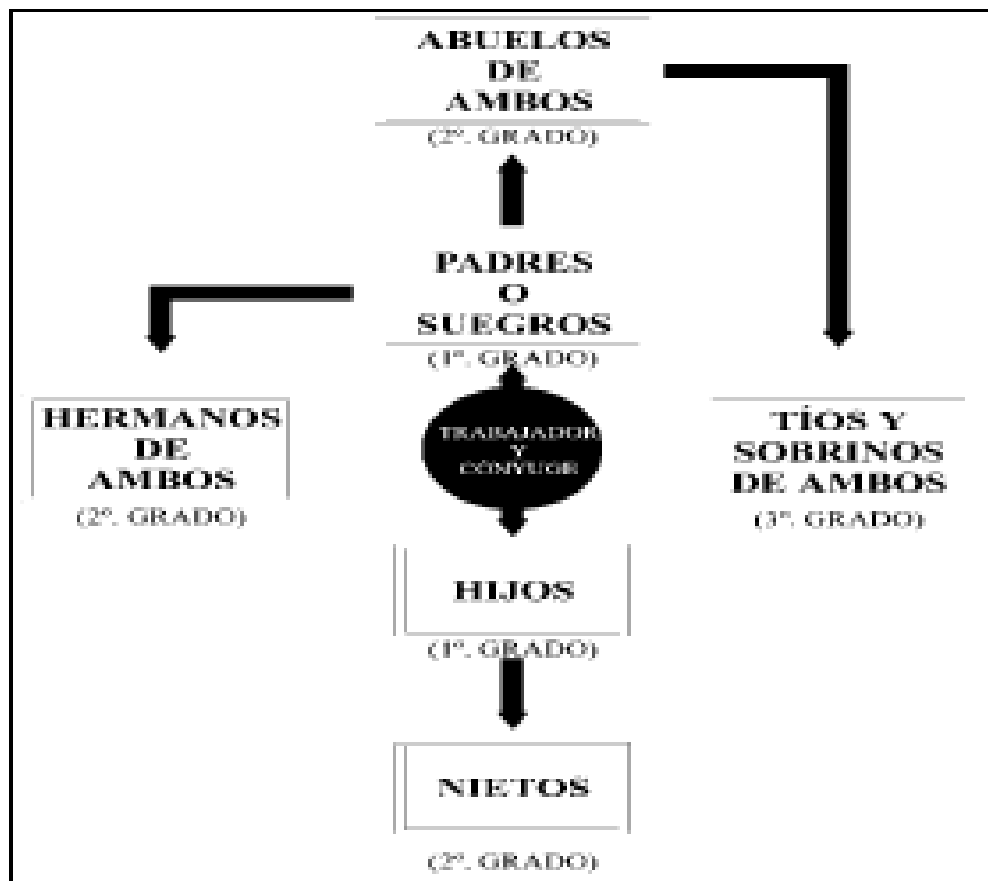 ABUELOS
DE
AMBOS
(2º. GRADO)
PADRES
O
SUEGROS
(1º. GRADO)
HERMANOS
DE
AMBOS
(2º. GRADO)
TRABAJADOR
Y
CÓNYUGE
TÍOS Y
SOBRINOS
DE AMBOS
(3º. GRADO)
HIJOS
(1º. GRADO)
NIETOS
(2º. GRADO)